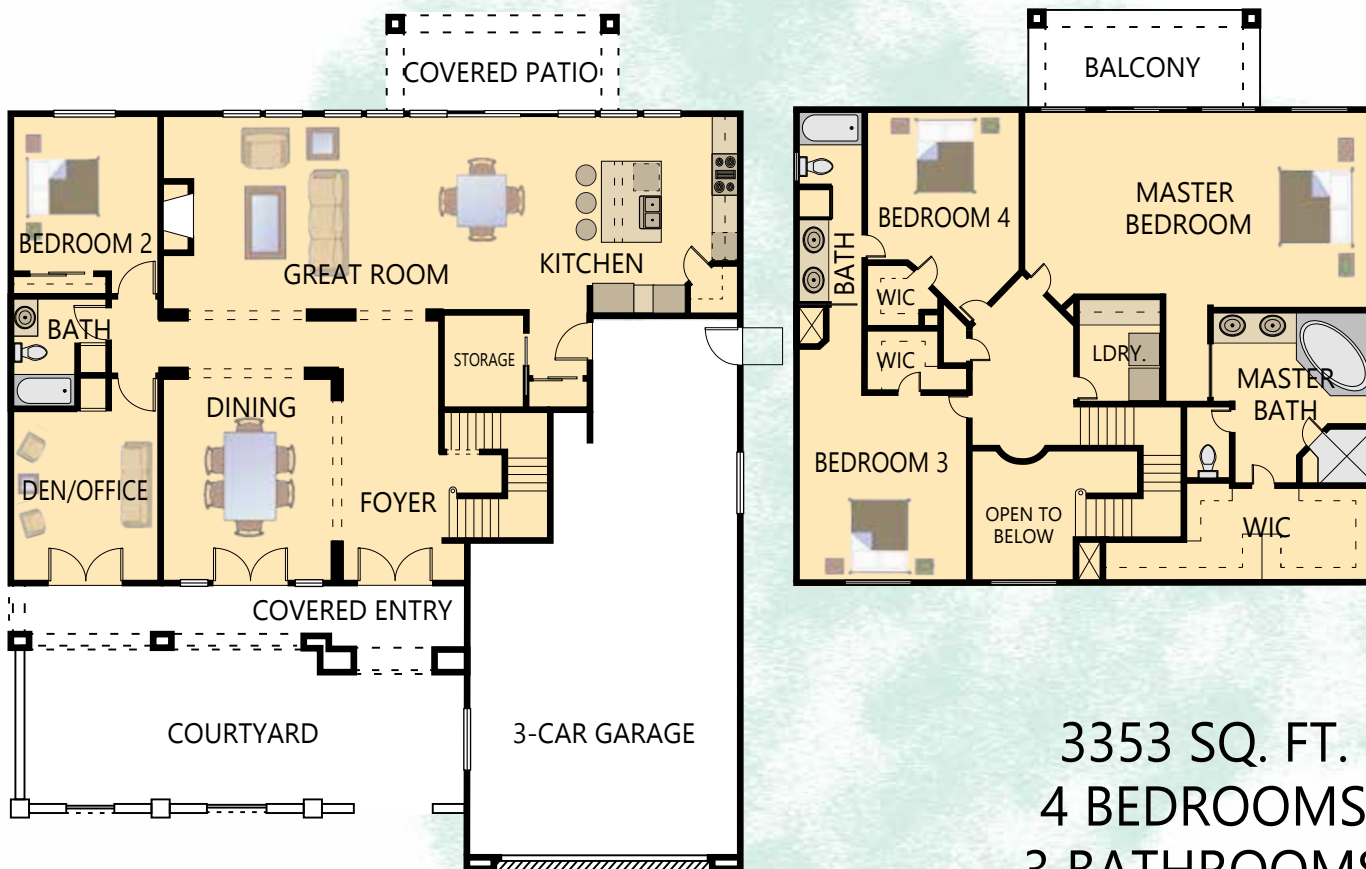 COVERED PATIO
BEDROOM 2
GREAT ROOM
KITCHEN
BATH
STORAGE
DINING
DEN/OFFICE
FOYER
COVERED ENTRY
COURTYARD
3-CAR GARAGE
BALCONY
BEDROOM 4
MASTER
BEDROOM
BATH
WIC
WIC
LDRY.
MASTER
BATH
BEDROOM 3
OPEN TO
BELOW
WIC
3353 SQ. FT.
4 BEDROOMS
3 BATHROOMS